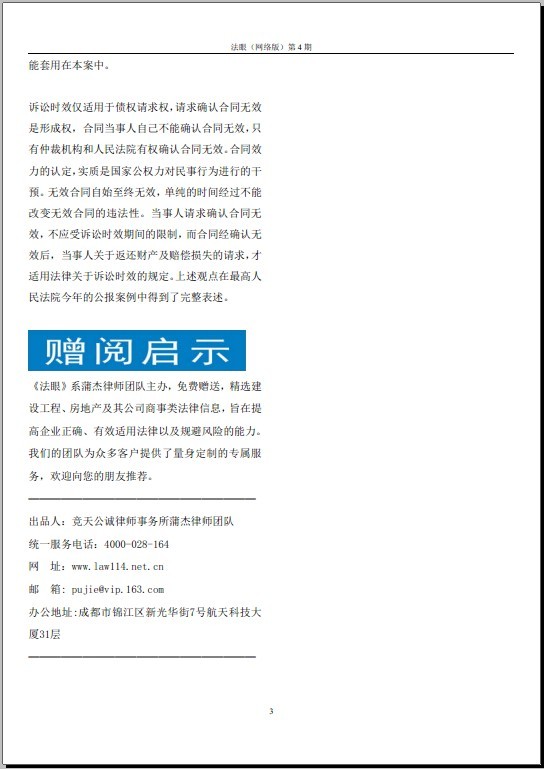 法眼（网络版）第 4 期
能套用在本案中。
诉讼时效仅适用于债权请求权，请求确认合同无效
是形成权，合同当事人自己不能确认合同无效，只
有仲裁机构和人民法院有权确认合同无效。合同效
力的认定，实质是国家公权力对民事行为进行的干
预。无效合同自始至终无效，单纯的时间经过不能
改变无效合同的违法性。当事人请求确认合同无
效，不应受诉讼时效期间的限制，而合同经确认无
效后，当事人关于返还财产及赔偿损失的请求，才
适用法律关于诉讼时效的规定。上述观点在最高人
民法院今年的公报案例中得到了完整表述。
赠阅启示
《法眼》系蒲杰律师团队主办，免费赠送，精选建
设工程、房地产及其公司商事类法律信息，旨在提
高企业正确、有效适用法律以及规避风险的能力。
我们的团队为众多客户提供了量身定制的专属服
务，欢迎向您的朋友推荐。
出品人：竞天公诚律师事务所蒲杰律师团队
统一服务电话：4000-028-164
网　址：www.law114.net.cn
邮　箱：pujie@vip.163.com
办公地址:成都市锦江区新光华街7号航天科技大
厦31层
3